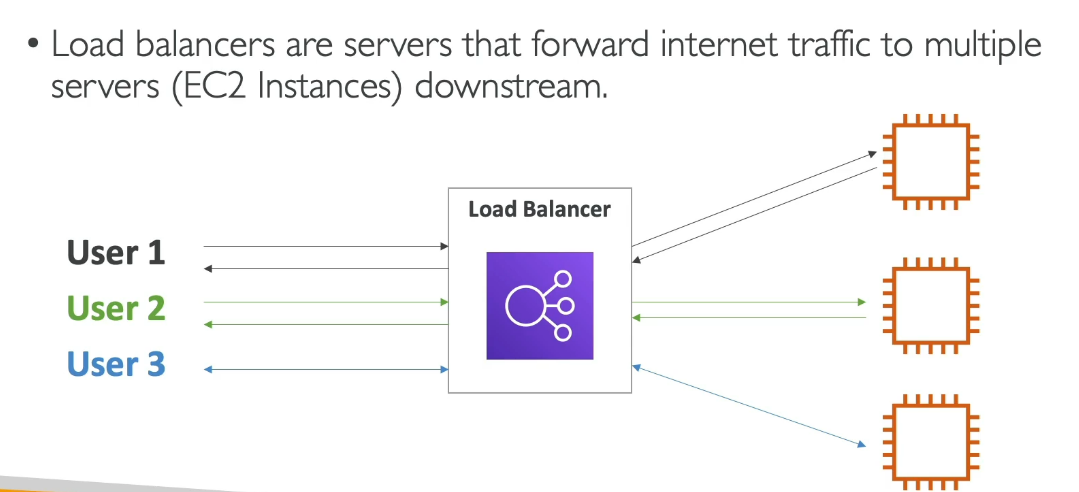 • Load balancers are servers that forward internet traffic to multiple
servers (EC2 Instances) downstream.
Load Balancer
User 1
User 2
User 3